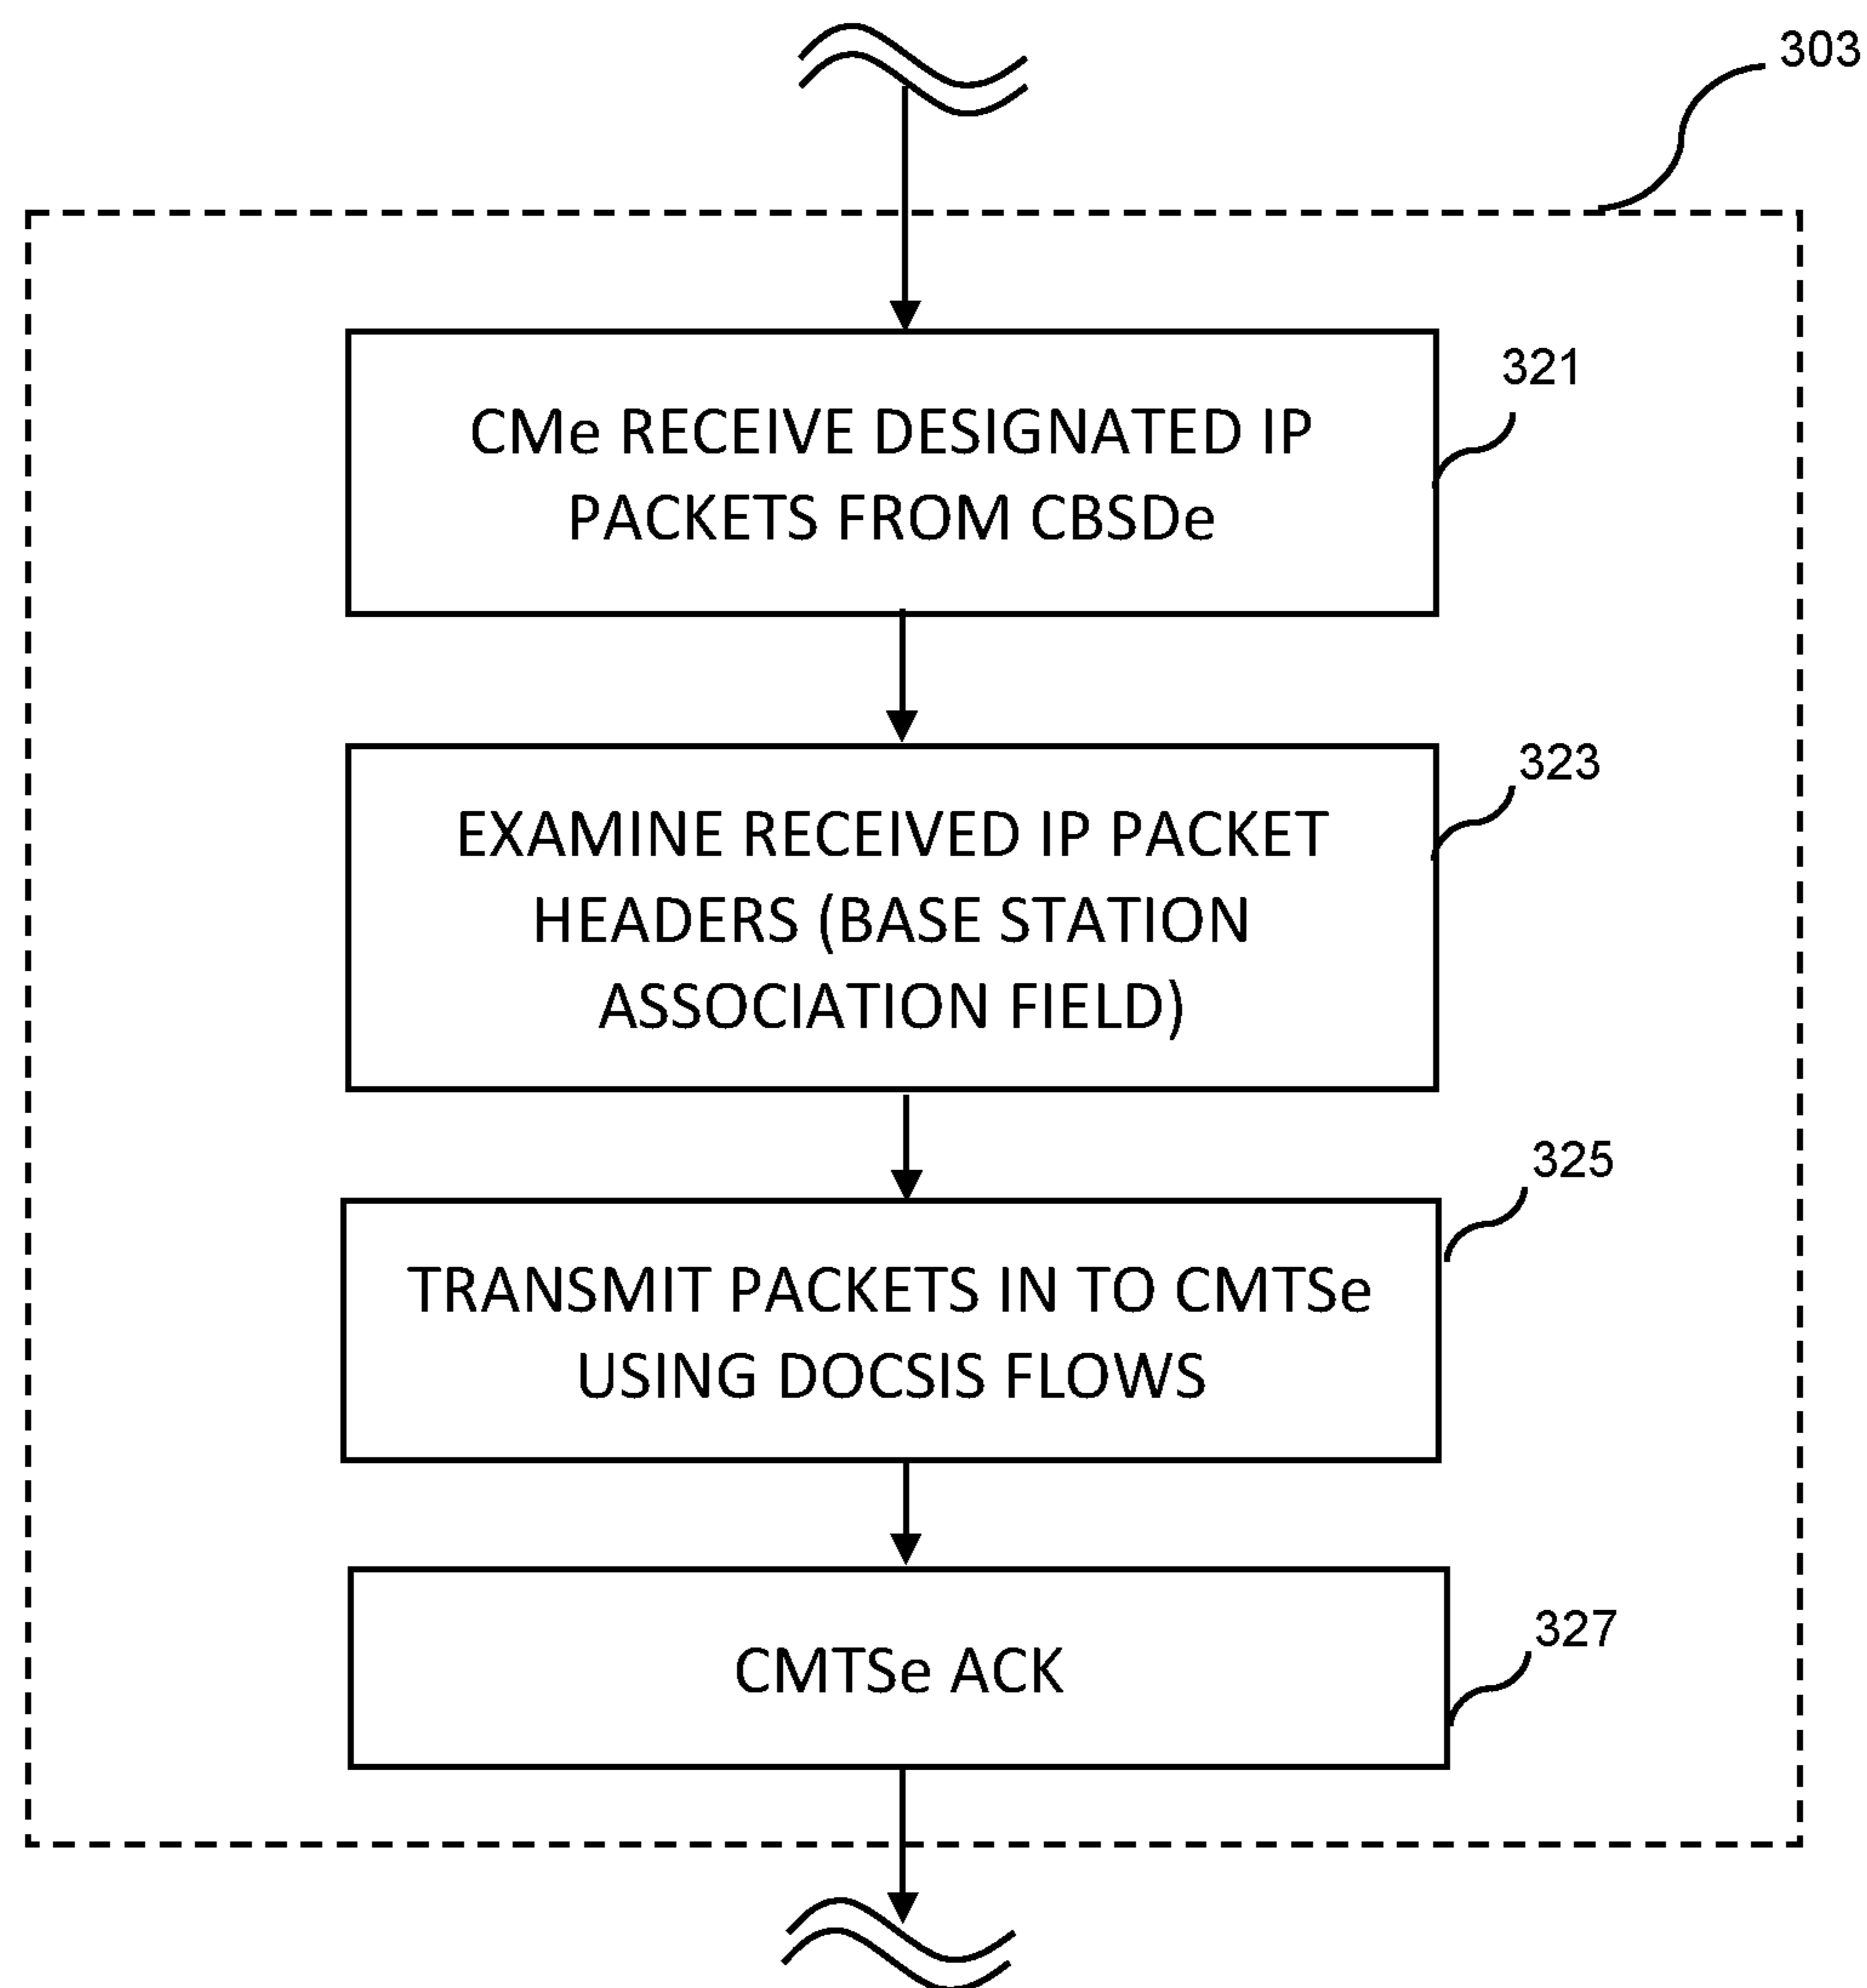 303
321
CMe RECEIVE DESIGNATED IP
PACKETS FROM CBSDe
323
EXAMINE RECEIVED IP PACKET
HEADERS (BASE STATION
ASSOCIATION FIELD)
325
TRANSMIT PACKETS IN TO CMTSe
USING DOCSIS FLOWS
327
CMTSe ACK